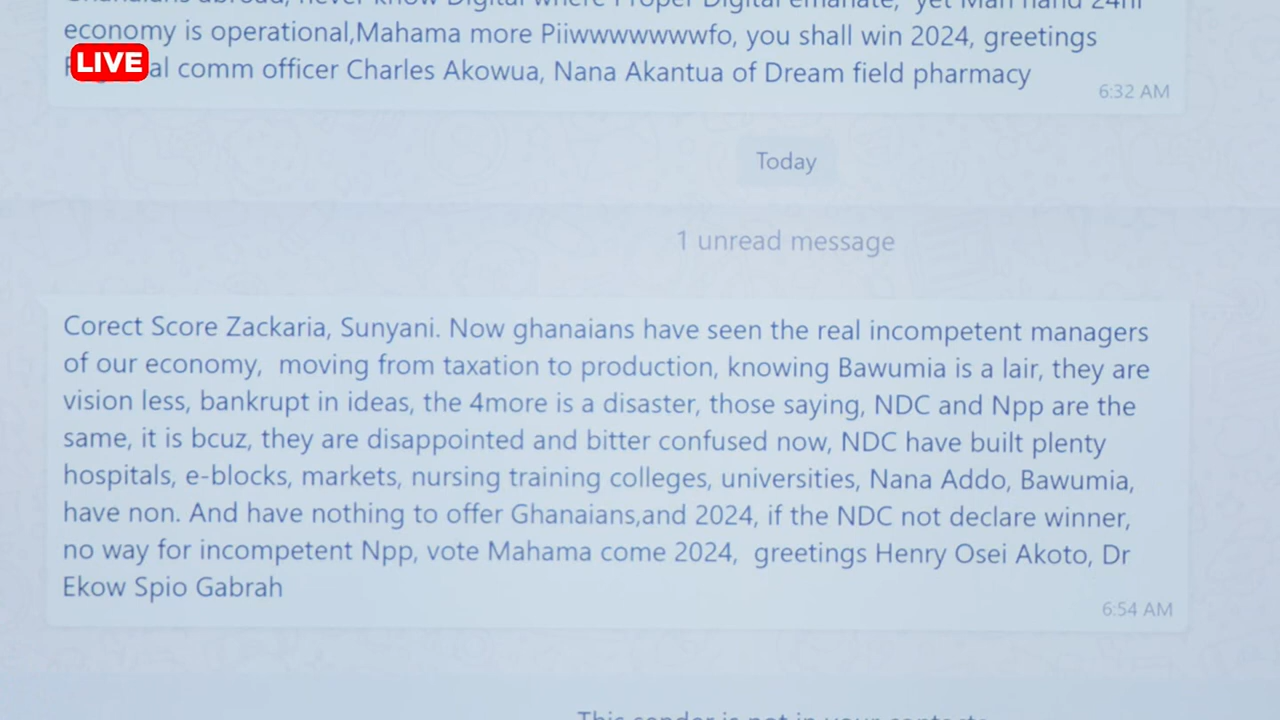 economy is operational,Mahama more Piiwwwwwwwfo, you shall win 2024, greetings
LIVE
al comm officer Charles Akowua, Nana Akantua of Dream field pharmacy
6:32 AM
Today
1 unread message
Corect Score Zackaria, Sunyani. Now ghanaians have seen the real incompetent managers
of our economy,  moving from taxation to production, knowing Bawumia is a lair, they are
vision less, bankrupt in ideas, the 4more is a disaster, those saying, NDC and Npp are the
same, it is bcuz, they are disappointed and bitter confused now, NDC have built plenty
hospitals, e-blocks, markets, nursing training colleges, universities, Nana Addo, Bawumia,
have non. And have nothing to offer Ghanaians,and 2024, if the NDC not declare winner,
no way for incompetent Npp, vote Mahama come 2024,  greetings Henry Osei Akoto, Dr
Ekow Spio Gabrah
6:54 AM